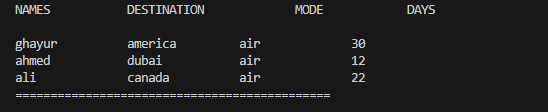 NAMES DESTINATION MODE DAYS
ghayur america air 30
ahmed dubai air 12
ali canada air 22
=============================================